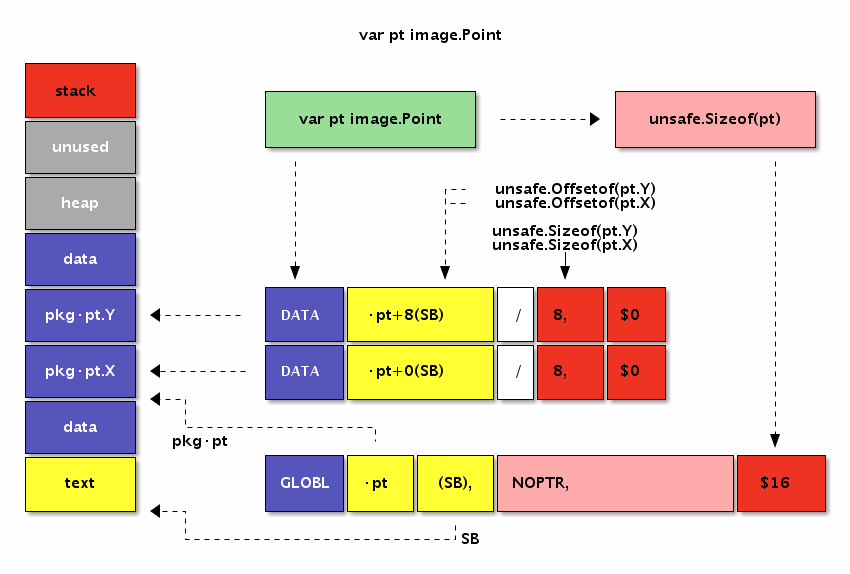 var pt image.Point
stack
unused
heap
data
pkg·pt.Y
pkg·pt.X
data
text
var pt image.Point
unsafe.Sizeof(pt)
unsafe.Offsetof(pt.Y)
unsafe.Offsetof(pt.X)
unsafe.Sizeof(pt.Y)
unsafe.Sizeof(pt.X)
DATA ·pt+8(SB) / 8, $0
DATA ·pt+0(SB) / 8, $0
pkg·pt
GLOBL ·pt (SB), NOPTR, $16
SB